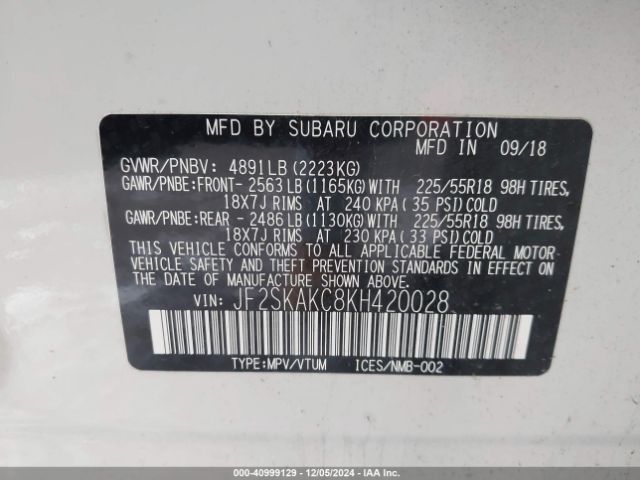 MFD BY SUBARU CORPORATION
MFD IN 09/18
GVWR/PNBV: 4891LB (2223KG)
GAWR/PNBE:FRONT- 2563 LB (1165KG) WITH 225/55R18 98H TIRES,
18X7J RIMS AT 240 KPA (35 PSI) COLD
GAWR/PNBE:REAR - 2486 LB (1130KG) WITH 225/55R18 98H TIRES,
18X7J RIMS AT 230 KPA (33 PSI) COLD
THIS VEHICLE CONFORMS TO ALL APPLICABLE FEDERAL MOTOR
VEHICLE SAFETY AND THEFT PREVENTION STANDARDS IN EFFECT
ON THE DATE OF MANUFACTURE SHOWN ABOVE.
VIN: JF2SKAKC8KH420028
TYPE:MPV/VTUM ICES/NMB-002
000-40999129 - 12/05/2024 - IAAI.COM - COPART.COM